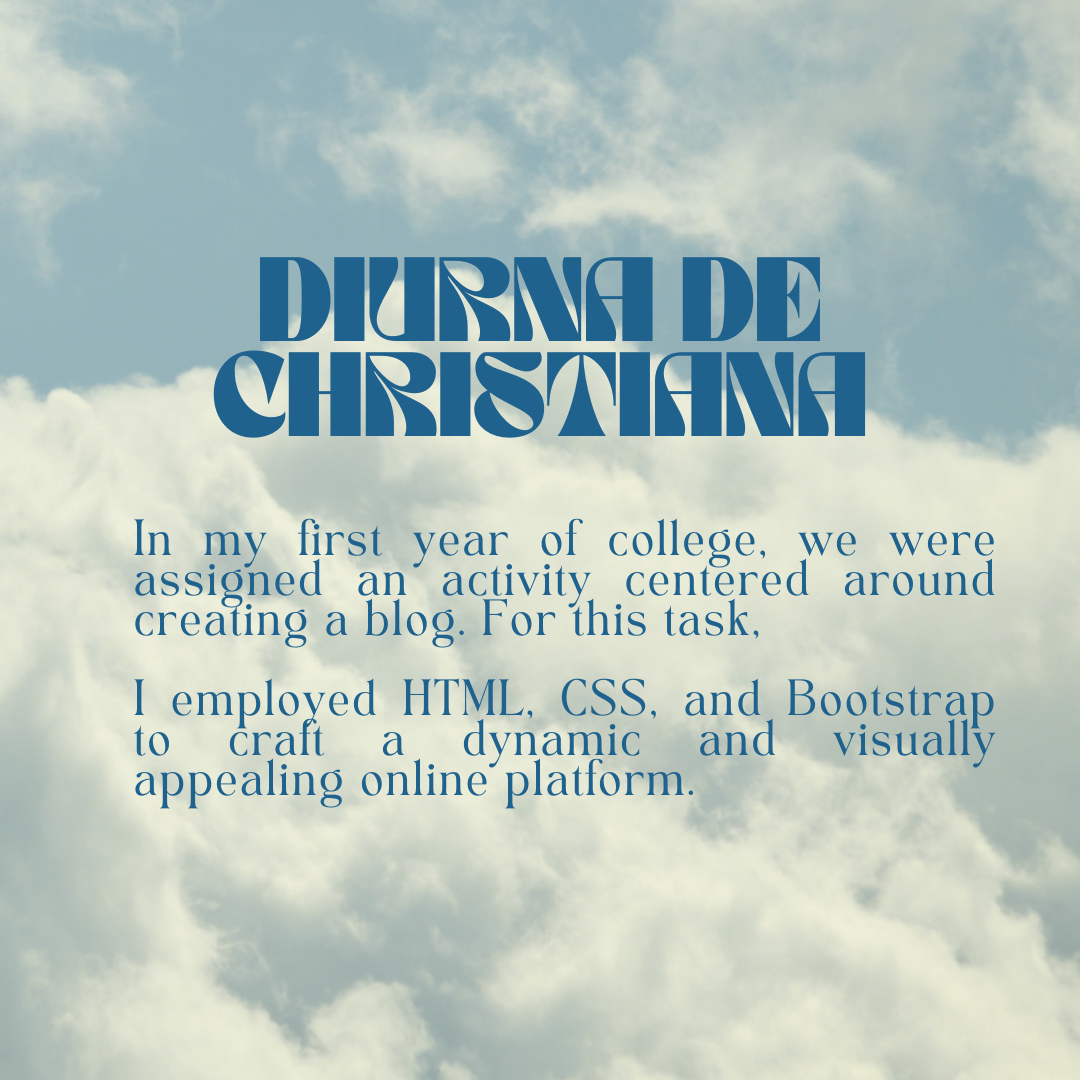 DIURNA DE
CHRISTIANA
In my first year of college, we were
assigned an activity centered around
creating a blog. For this task,
I employed HTML, CSS, and Bootstrap
to craft a dynamic and visually
appealing online platform.